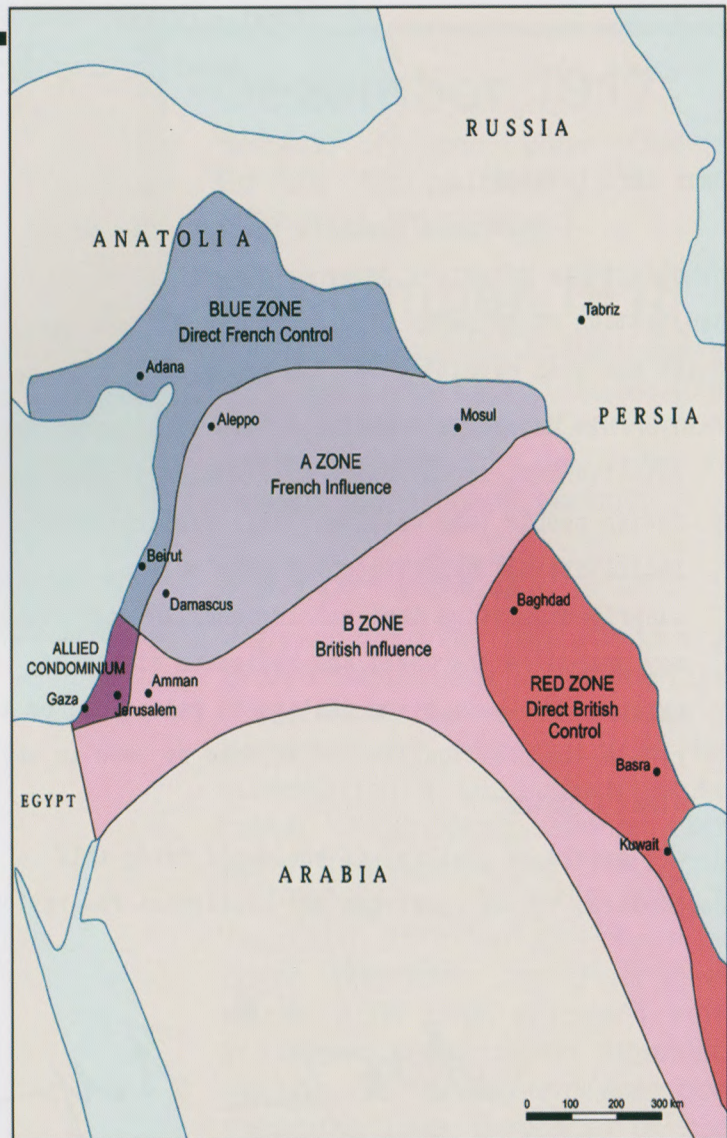 RUSSIA
ANATOLIA
BLUE ZONE
Direct French Control
Tabriz
Adana
Aleppo
Mosul
PERSIA
A ZONE
French Influence
Beirut
Damascus
Baghdad
B ZONE
British Influence
ALLIED
CONDOMINIUM
Amman
Gaza
Jerusalem
RED ZONE
Direct British
Control
Basra
EGYPT
Kuwait
ARABIA
0 100 200 300 km